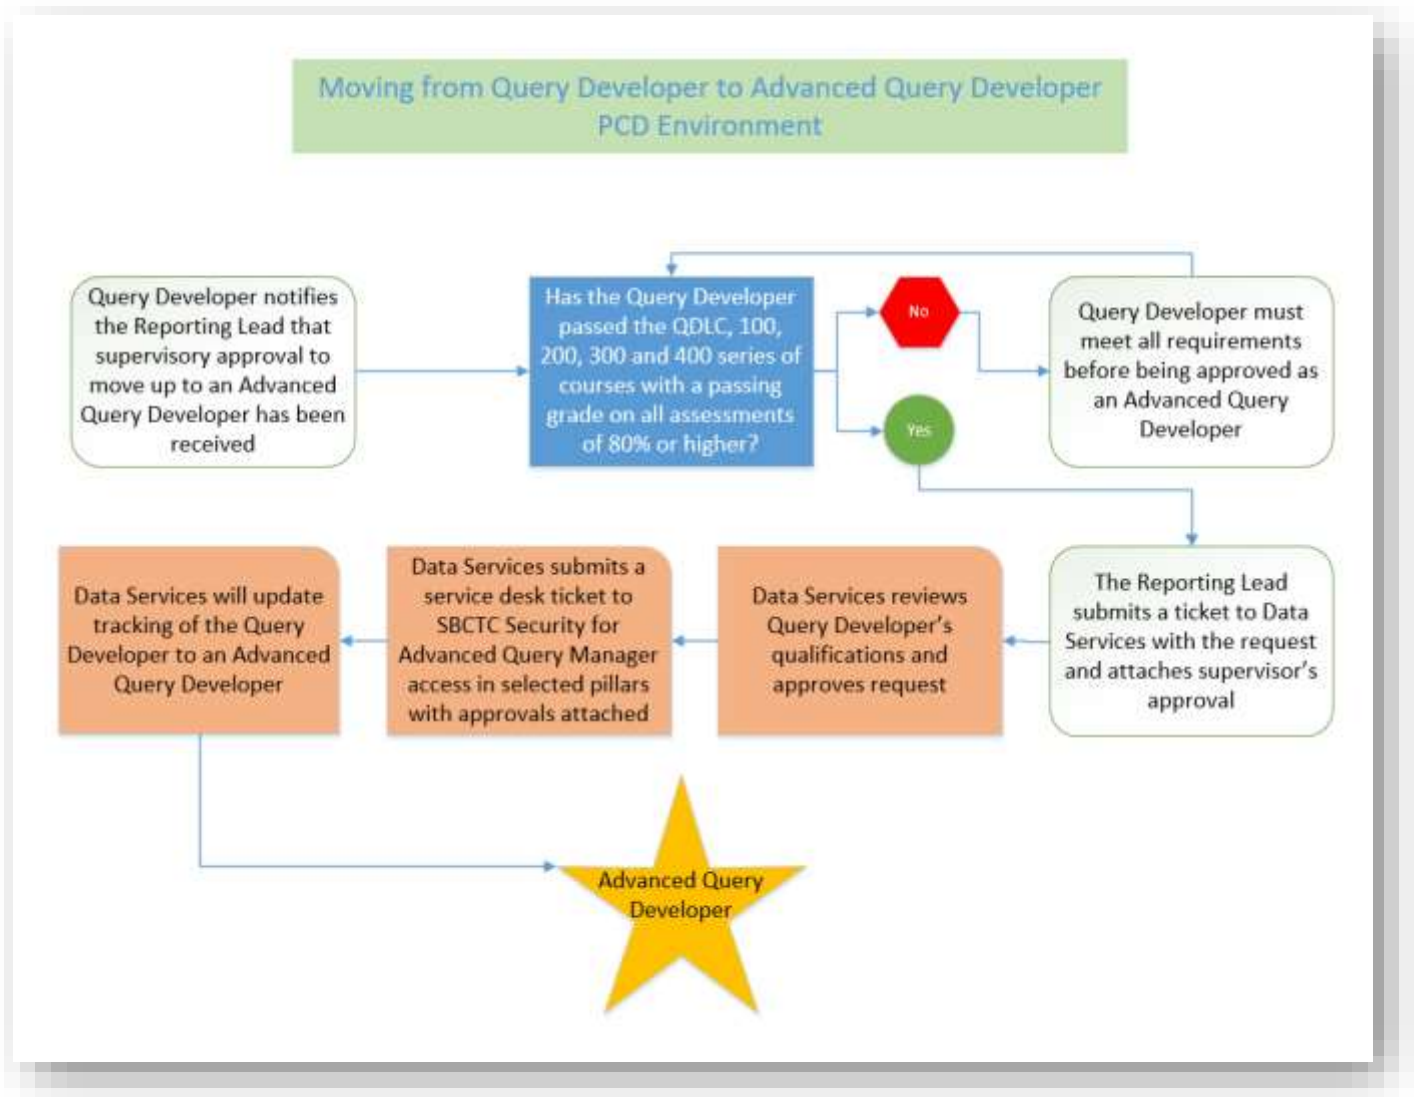 Moving from Query Developer to Advanced Query Developer
PCD Environment
Query Developer notifies
the Reporting Lead that
supervisory approval to
move up to an Advanced
Query Developer has been
received
Has the Query Developer
passed the QDLC, 100,
200, 300 and 400 series of
courses with a passing
grade on all assessments
of 80% or higher?
No
Yes
Query Developer must
meet all requirements
before being approved as
an Advanced Query
Developer
The Reporting Lead
submits a ticket to Data
Services with the request
and attaches supervisor's
approval
Data Services reviews
Query Developer's
qualifications and
approves request
Data Services submits a
service desk ticket to
SBCTC Security for
Advanced Query Manager
access in selected pillars
with approvals attached
Data Services will update
tracking of the Query
Developer to an Advanced
Query Developer
Advanced Query
Developer